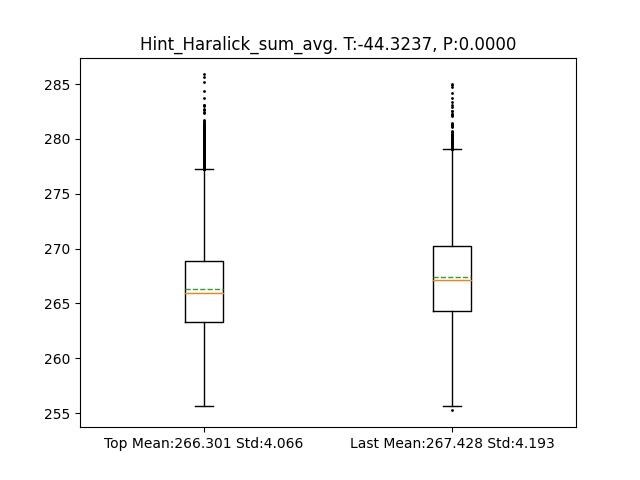 Hint_Haralick_sum_avg. T:-44.3237, P:0.0000
285
280
275
270
265
260
255
Top Mean:266.301 Std:4.066
Last Mean:267.428 Std:4.193